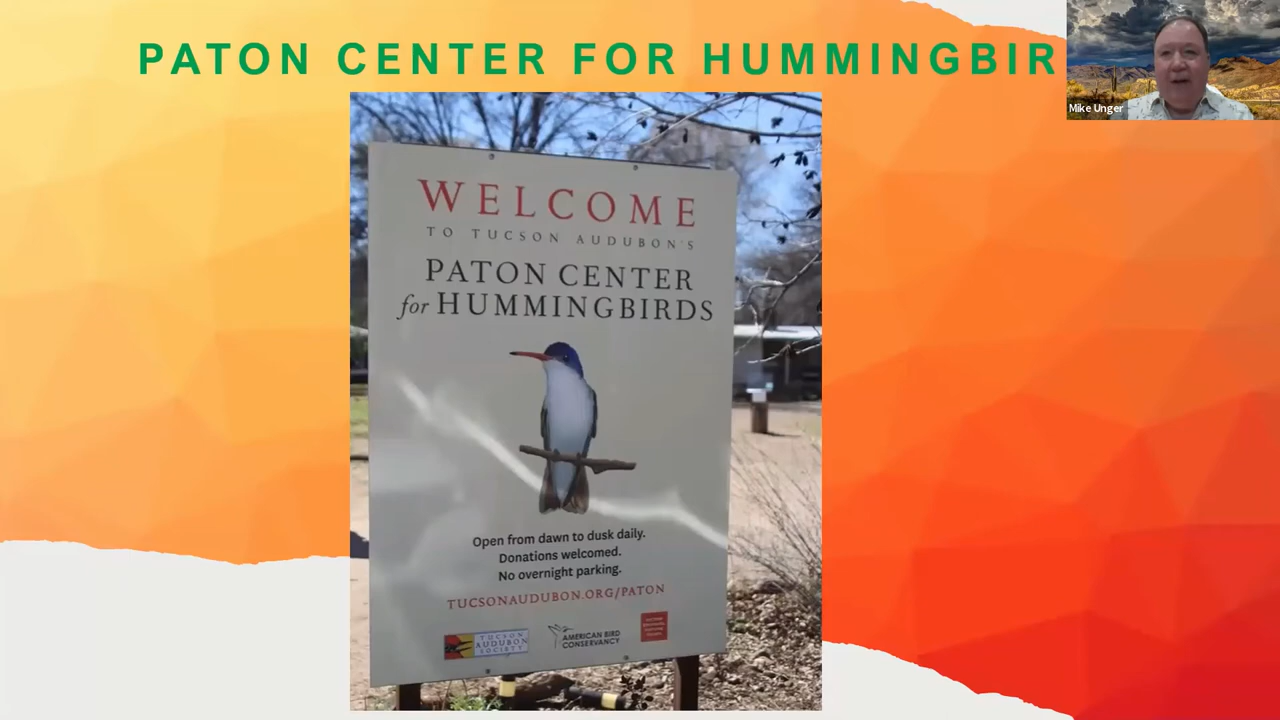 PATON CENTER FOR HUMMINGBIR
Mike Unger
WELCOME
TO TUCSON AUDUBON'S
PATON CENTER
for HUMMINGBIRDS
Open from dawn to dusk daily.
Donations welcomed.
No overnight parking.
TUCSONAUDUBON.ORG/PATON
TUCSON
AUDUBON
SOCIETY
AMERICAN BIRD
CONSERVANCY